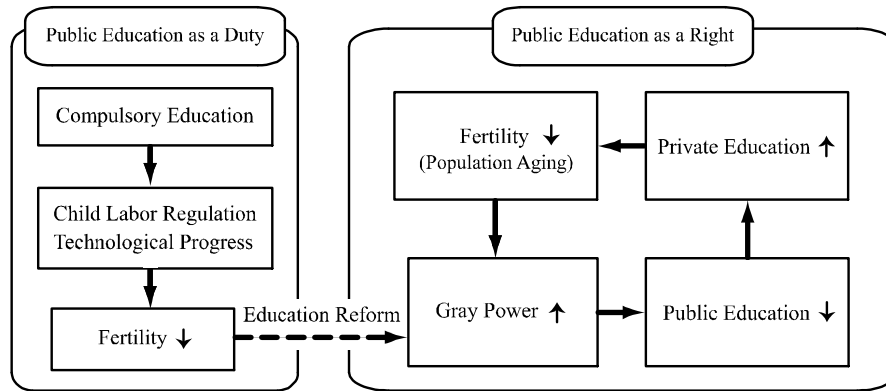 Public Education as a Duty
Compulsory Education
Child Labor Regulation
Technological Progress
Fertility ↓
Education Reform
Public Education as a Right
Fertility ↓
(Population Aging)
Private Education ↑
Gray Power ↑
Public Education ↓